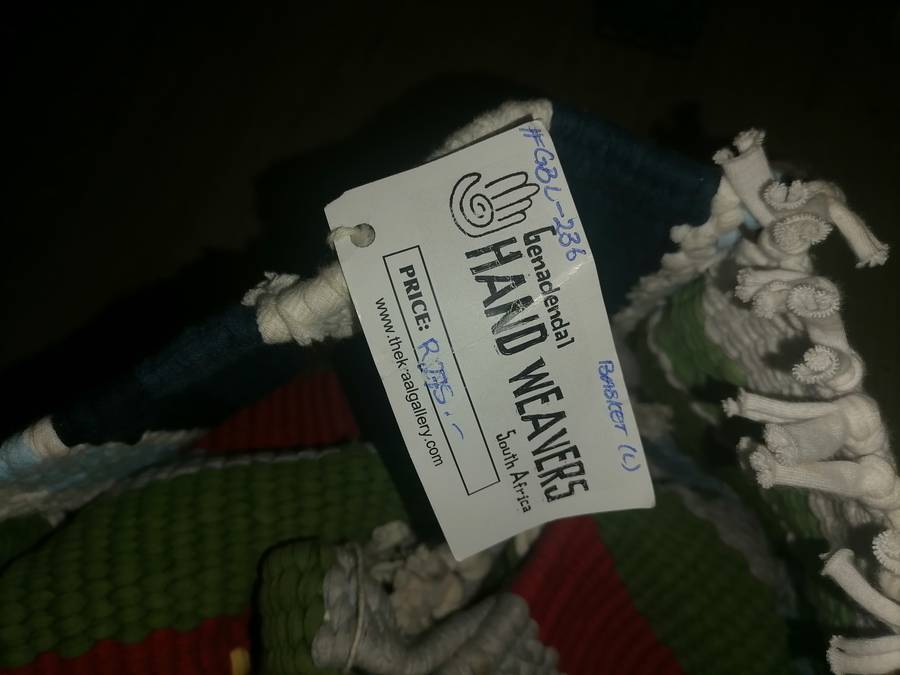 #GBL-236
Genadendal
HAND WEAVERS
South Africa
BASKET (L)
PRICE: R
www.thekraalgallery.com